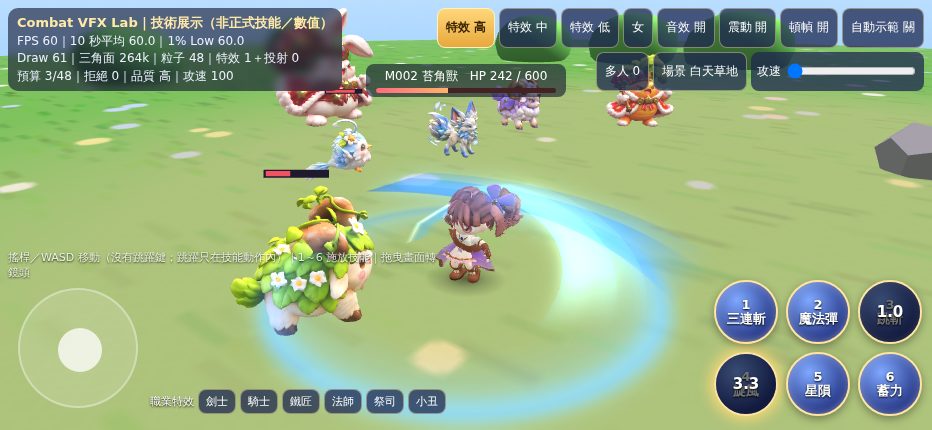 Combat VFX Lab | 技術展示（非正式技能／數值）
FPS 60 | 10 秒平均 60.0 | 1% Low 60.0
Draw 61 | 三角面 264k | 粒子 48 | 特效 1＋投射 0
預算 3/48 | 拒絕 0 | 品質 高 | 攻速 100
特效 高
特效 中
特效 低
女
音效 開
震動 開
頓幀 開
自動示範 關
多人 0
場景 白天草地
攻速
M002 苔角獸 HP 242 / 600
搖桿／WASD 移動（沒有跳躍鍵；跳躍只在技能動作內） | 1～6 施放技能 | 拖曳畫面轉
鏡頭
1
三連斬
2
魔法彈
3
1.0
4
3.3
旋風
5
星隕
6
蓄力
職業特效
劍士
騎士
鐵匠
法師
祭司
小丑